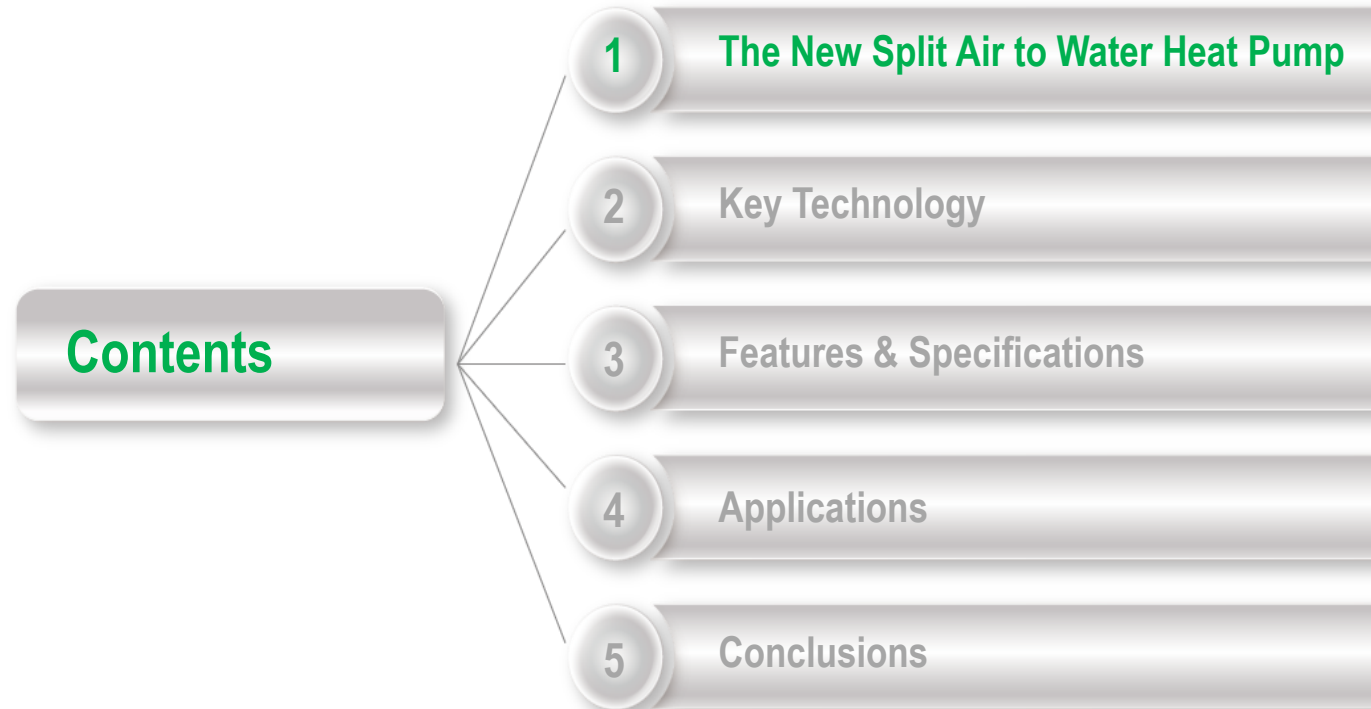 Contents
1 The New Split Air to Water Heat Pump
2 Key Technology
3 Features & Specifications
4 Applications
5 Conclusions